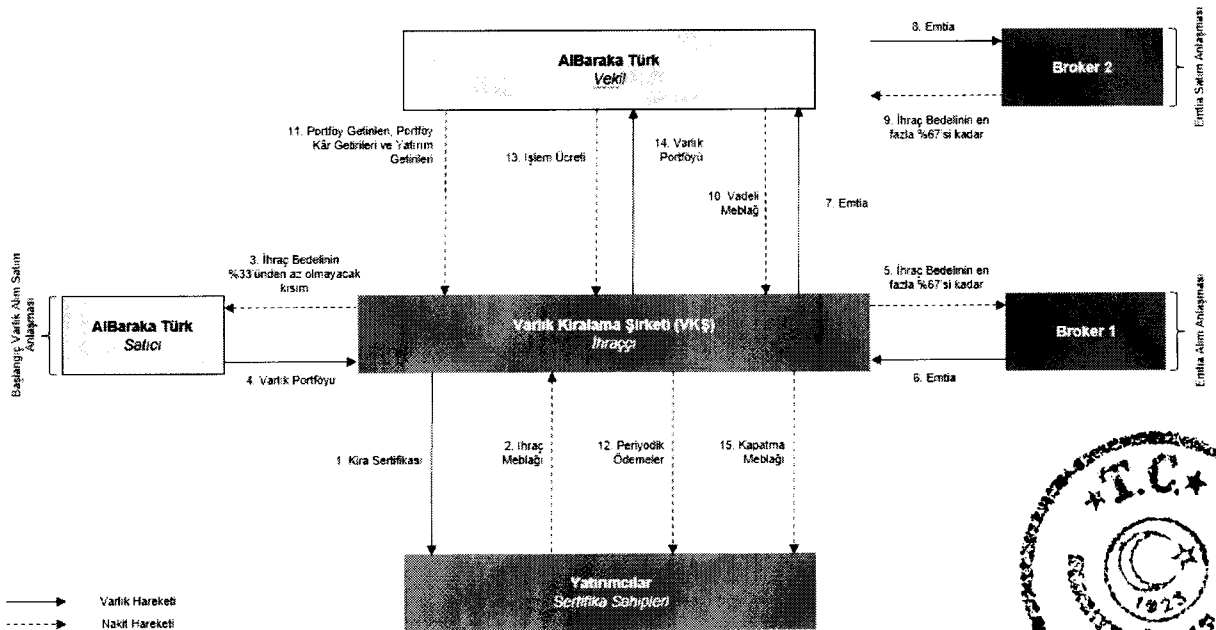 8. Emtia
AlBaraka Türk
Vekil
Broker 2
Emtia Satım Anlaşması
9. İhraç Bedelinin en
fazla %67'si kadar
11. Portföy Getirileri, Portföy
Kâr Getirileri ve Yatırım
Getirileri
13. İşlem Ücreti
14. Varlık
Portföyü
10. Vadeli
Meblağ
7. Emtia
Başlangıç Varlık Alım Satım
Anlaşması
3. İhraç Bedelinin
%33'ünden az olmayacak
kısım
AlBaraka Türk
Satıcı
4. Varlık Portföyu
Varlık Kiralama Şirketi (VKŞ)
İhraççı
5. İhraç Bedelinin en
fazla %67'si kadar
Broker 1
6. Emtia
Emtia Alım Anlaşması
1. Kira Sertifikası
2. İhraç
Meblağı
12. Periyodik
Ödemeler
15. Kapatma
Meblağı
Yatırımcılar
Sertifika Sahipleri
Varlık Hareketi
Nakit Hareketi
T.C.
1923